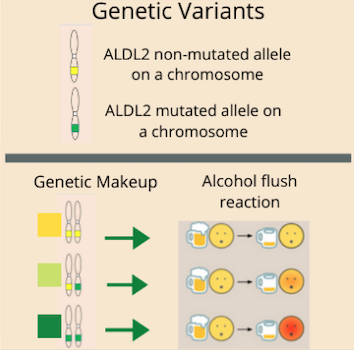 Genetic Variants
ALDL2 non-mutated allele
on a chromosome
ALDL2 mutated allele on
a chromosome
Genetic Makeup
Alcohol flush
reaction